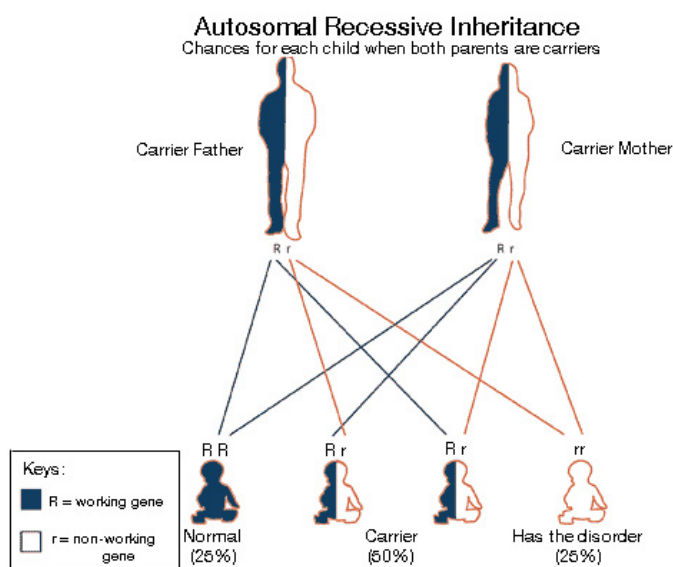 Autosomal Recessive Inheritance
Chances for each child when both parents are carriers
Carrier Father
Carrier Mother
R r
R r
R R
R r
R r
rr
Keys:
R = working gene
r = non-working
gene
Normal
(25%)
Carrier
(50%)
Has the disorder
(25%)